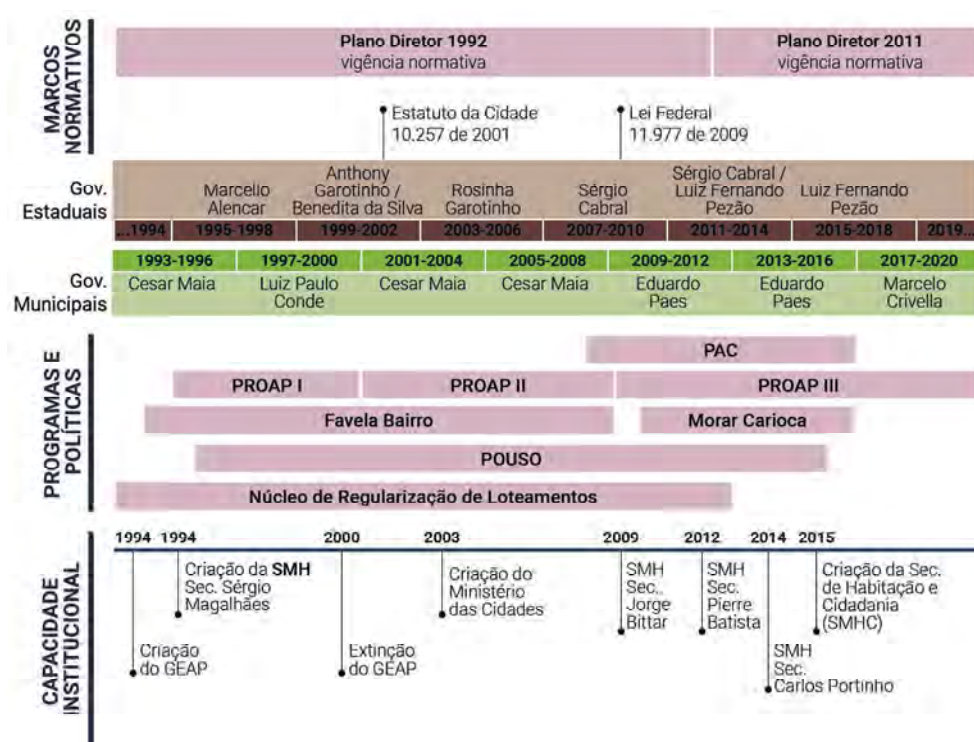 MARCOS
NORMATIVOS
Plano Diretor 1992
vigência normativa
Plano Diretor 2011
vigência normativa
Estatuto da Cidade
10.257 de 2001
Lei Federal
11.977 de 2009
Gov.
Estaduais
Marcelo
Alencar
Anthony
Garotinho /
Benedita da Silva
Rosinha
Garotinho
Sérgio
Cabral
Sérgio Cabral /
Luiz Fernando
Pezão
Luiz Fernando
Pezão
...1994 1995-1998 1999-2002 2003-2006 2007-2010 2011-2014 2015-2018 2019...
1993-1996 1997-2000 2001-2004 2005-2008 2009-2012 2013-2016 2017-2020
Gov.
Municipais
Cesar Maia
Luiz Paulo
Conde
Cesar Maia
Cesar Maia
Eduardo
Paes
Eduardo
Paes
Marcelo
Crivella
PROGRAMAS E
POLÍTICAS
PAC
PROAP I PROAP II PROAP III
Favela Bairro Morar Carioca
POUSO
Núcleo de Regularização de Loteamentos
CAPACIDADE
INSTITUCIONAL
1994 1994 2000 2003 2009 2012 2014 2015
Criação da SMH
Sec. Sérgio
Magalhães
Criação do
Ministério
das Cidades
SMH
Sec.,
Jorge
Bittar
SMH
Sec.
Pierre
Batista
Criação da Sec.
de Habitação e
Cidadania
(SMHC)
Criação
do GEAP
Extinção
do GEAP
SMH
Sec.
Carlos Portinho